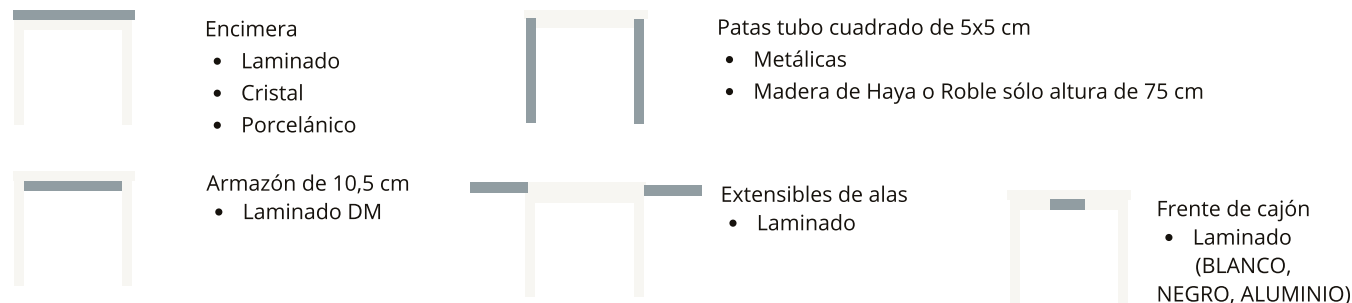 Encimera
• Laminado
• Cristal
• Porcelánico
Patas tubo cuadrado de 5x5 cm
• Metálicas
• Madera de Haya o Roble sólo altura de 75 cm
Armazón de 10,5 cm
• Laminado DM
Extensibles de alas
• Laminado
Frente de cajón
• Laminado
(BLANCO,
NEGRO, ALUMINIO)